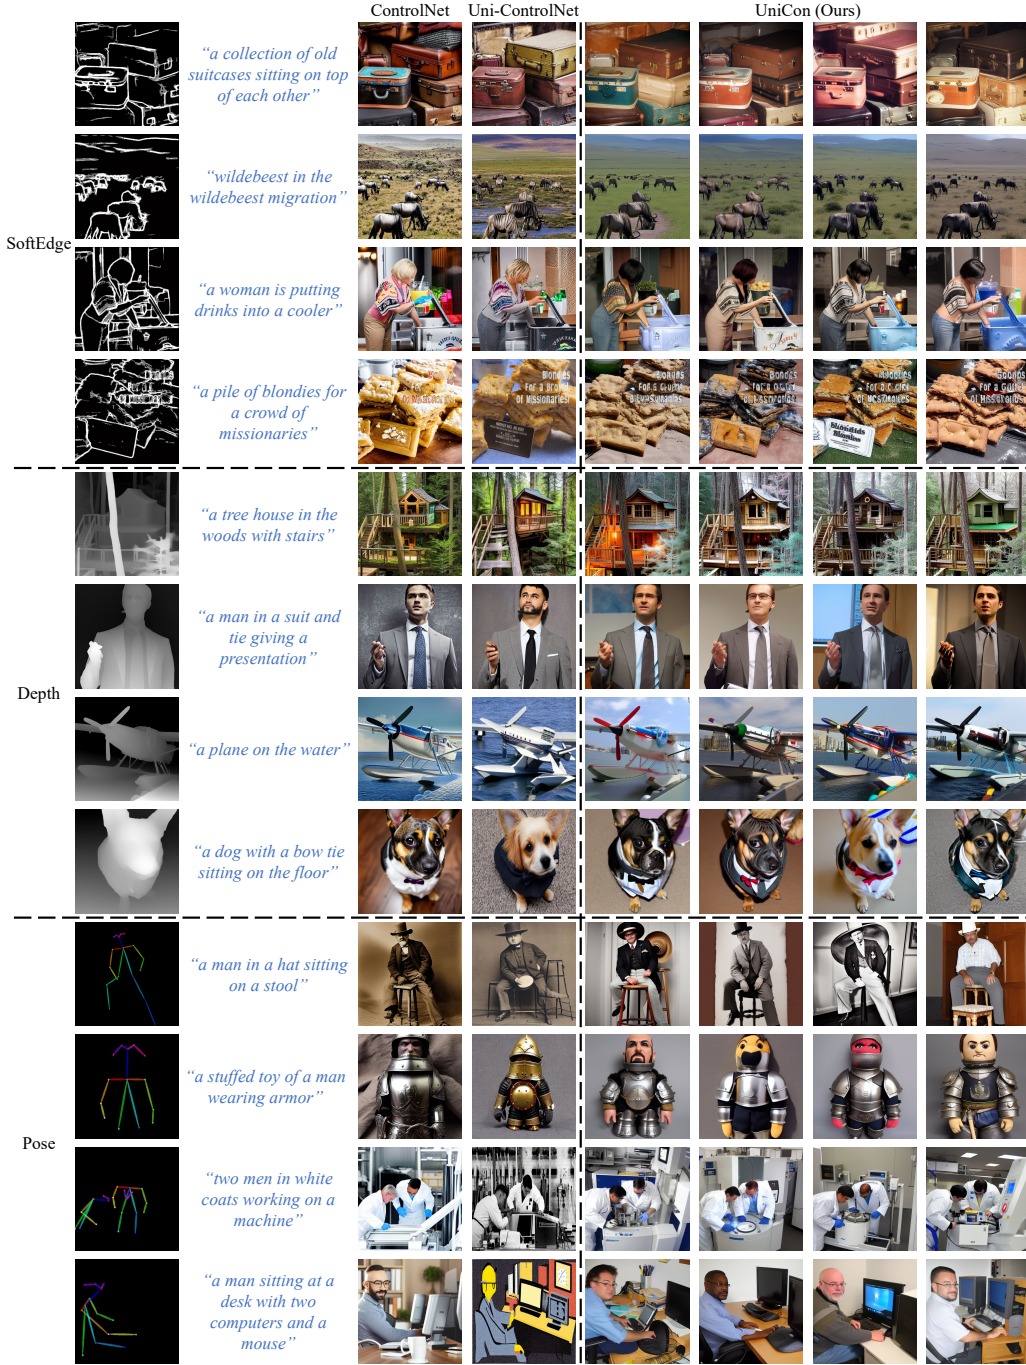 ControlNet Uni-ControlNet UniCon (Ours)
SoftEdge
“a collection of old
suitcases sitting on top
of each other”
“wildebeest in the
wildebeest migration”
“a woman is putting
drinks into a cooler”
“a pile of blondies for
a crowd of
missionaries”
Blondies
For a
Of Missionaries!
Depth
“a tree house in the
woods with stairs”
“a man in a suit and
tie giving a
presentation”
“a plane on the water”
“a dog with a bow tie
sitting on the floor”
Pose
“a man in a hat sitting
on a stool”
“a stuffed toy of a man
wearing armor”
“two men in white
coats working on a
machine”
“a man sitting at a
desk with two
computers and a
mouse”